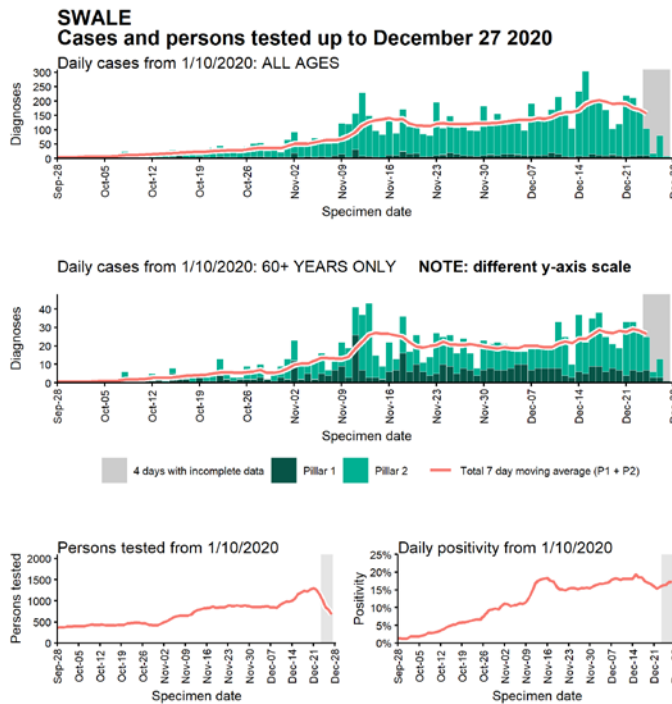 SWALE
Cases and persons tested up to December 27 2020
Daily cases from 1/10/2020: ALL AGES
Diagnoses
300
250
200
150
100
50
0
Sep-28
Oct-05
Oct-12
Oct-19
Oct-26
Nov-02
Nov-09
Nov-16
Nov-23
Nov-30
Dec-07
Dec-14
Dec-21
Specimen date
Daily cases from 1/10/2020: 60+ YEARS ONLY NOTE: different y-axis scale
Diagnoses
40
30
20
10
0
Sep-28
Oct-05
Oct-12
Oct-19
Oct-26
Nov-02
Nov-09
Nov-16
Nov-23
Nov-30
Dec-07
Dec-14
Dec-21
Specimen date
4 days with incomplete data Pillar 1 Pillar 2 Total 7 day moving average (P1 + P2)
Persons tested from 1/10/2020
Persons tested
2000
1500
1000
500
0
Sep-28
Oct-05
Oct-12
Oct-19
Oct-26
Nov-02
Nov-09
Nov-16
Nov-23
Nov-30
Dec-07
Dec-14
Dec-21
Dec-28
Specimen date
Daily positivity from 1/10/2020
Positivity
25%
20%
15%
10%
5%
0%
Sep-28
Oct-05
Oct-12
Oct-19
Oct-26
Nov-02
Nov-09
Nov-16
Nov-23
Nov-30
Dec-07
Dec-14
Dec-21
Specimen date